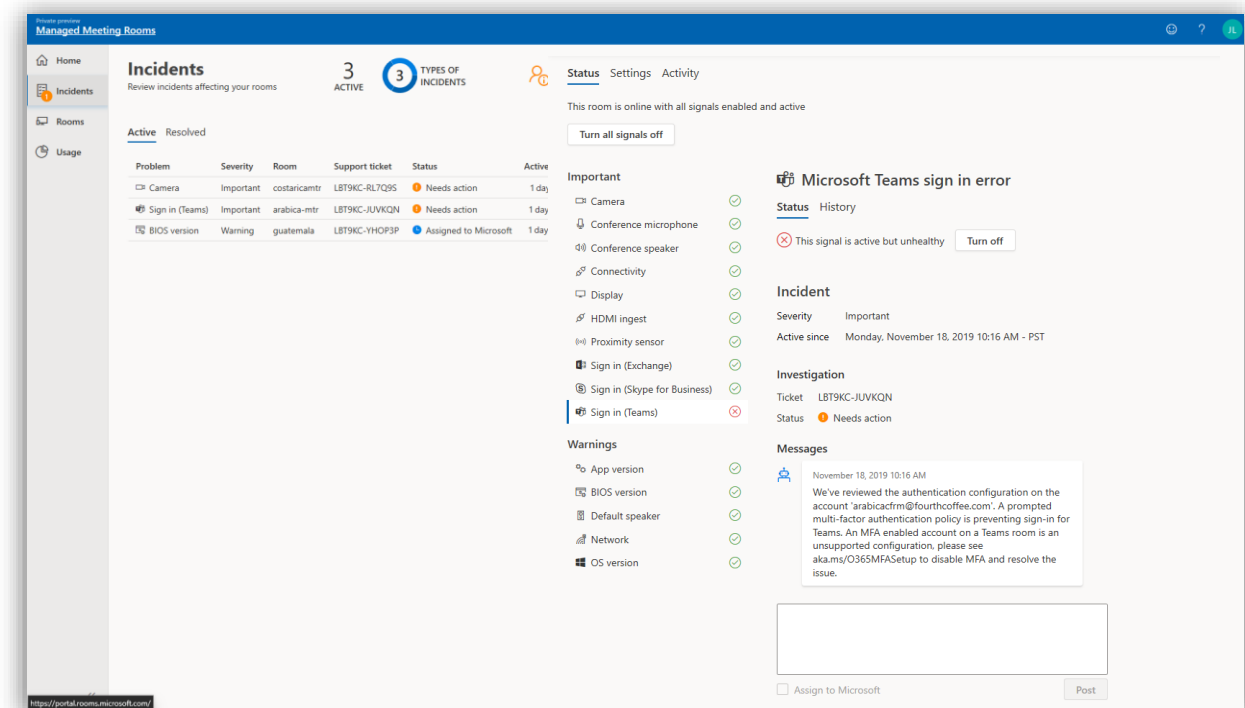 Private preview
Managed Meeting Rooms
? JL
Home
Incidents
Rooms
Usage
Incidents
Review incidents affecting your rooms
3
ACTIVE
3
TYPES OF
INCIDENTS
Active Resolved
Problem Severity Room Support ticket Status Active
Camera Important costaricamtr LBT9KC-RL7Q9S Needs action 1 day
Sign in (Teams) Important arabica-mtr LBT9KC-JUVKQN Needs action 1 day
BIOS version Warning guatemala LBT9KC-YHOP3P Assigned to Microsoft 1 day
Status Settings Activity
This room is online with all signals enabled and active
Turn all signals off
Important
Camera
Conference microphone
Conference speaker
Connectivity
Display
HDMI ingest
Proximity sensor
Sign in (Exchange)
Sign in (Skype for Business)
Sign in (Teams)
Warnings
App version
BIOS version
Default speaker
Network
OS version
Microsoft Teams sign in error
Status History
This signal is active but unhealthy Turn off
Incident
Severity Important
Active since Monday, November 18, 2019 10:16 AM - PST
Investigation
Ticket LBT9KC-JUVKQN
Status Needs action
Messages
November 18, 2019 10:16 AM
We've reviewed the authentication configuration on the
account 'arabicacfrm@fourthcoffee.com'. A prompted
multi-factor authentication policy is preventing sign-in for
Teams. An MFA enabled account on a Teams room is an
unsupported configuration, please see
aka.ms/O365MFASetup to disable MFA and resolve the
issue.
Assign to Microsoft Post
https://portal.rooms.microsoft.com/